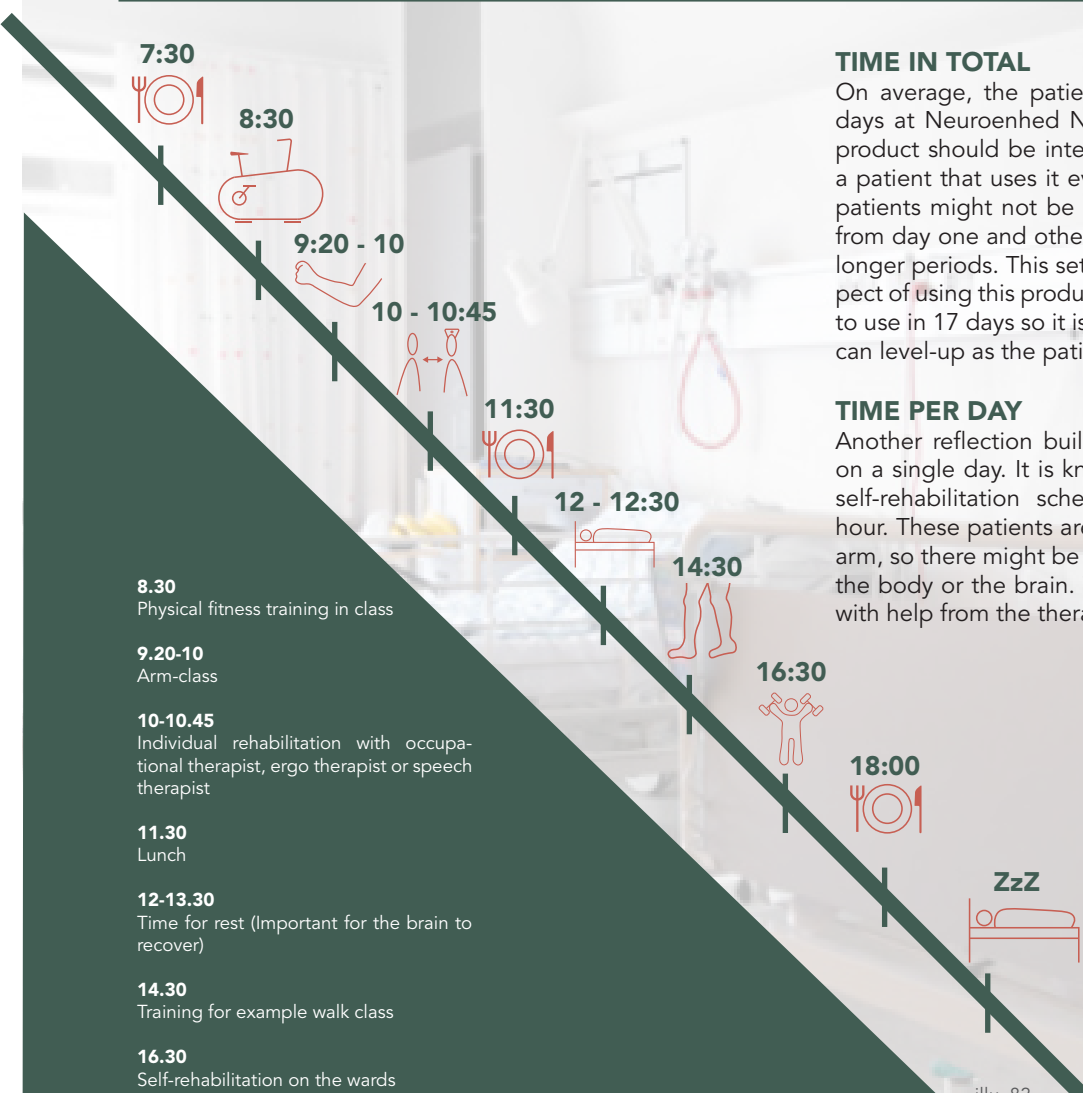 7:30
8:30
9:20 - 10
10 - 10:45
11:30
12 - 12:30
14:30
16:30
18:00
ZzZ
8.30
Physical fitness training in class
9.20-10
Arm-class
10-10.45
Individual rehabilitation with occupa-
tional therapist, ergo therapist or speech
therapist
11.30
Lunch
12-13.30
Time for rest (Important for the brain to
recover)
14.30
Training for example walk class
16.30
Self-rehabilitation on the wards
TIME IN TOTAL
On average, the patie
days at Neuroenhed N
product should be inte
a patient that uses it ev
patients might not be
from day one and othe
longer periods. This set
pect of using this produ
to use in 17 days so it is
can level-up as the pati
TIME PER DAY
Another reflection buil
on a single day. It is kn
self-rehabilitation sche
hour. These patients are
arm, so there might be
the body or the brain.
with help from the thera